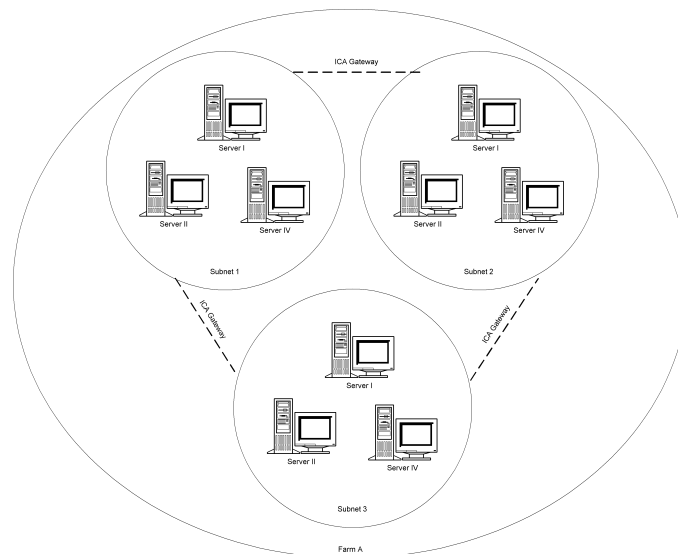 ICA Gateway
Server I
Server II
Server IV
Subnet 1
Server I
Server II
Server IV
Subnet 2
ICA Gateway
ICA Gateway
Server I
Server II
Server IV
Subnet 3
Farm A